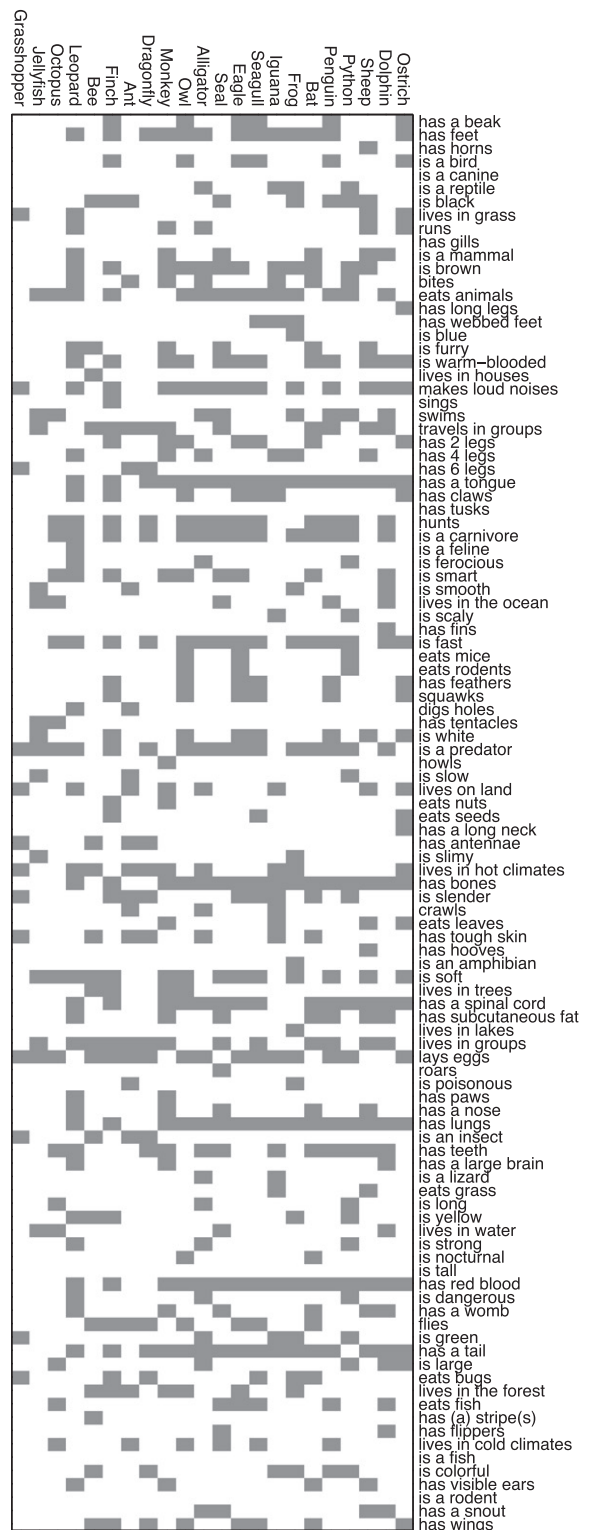 Grasshopper
Jellyfish
Octopus
Leopard
Bee
Finch
Ant
Dragonfly
Monkey
Owl
Alligator
Seal
Eagle
Seagull
Iguana
Frog
Bat
Penguin
Python
Sheep
Dolphin
Ostrich
has a beak
has feet
has horns
is a bird
is a canine
is a reptile
is black
lives in grass
runs
has gills
is a mammal
is brown
bites
eats animals
has long legs
has webbed feet
is blue
is furry
is warm−blooded
lives in houses
makes loud noises
sings
swims
travels in groups
has 2 legs
has 4 legs
has 6 legs
has a tongue
has claws
has tusks
hunts
is a carnivore
is a feline
is ferocious
is smart
is smooth
lives in the ocean
is scaly
has fins
is fast
eats mice
eats rodents
has feathers
squawks
digs holes
has tentacles
is white
is a predator
howls
is slow
lives on land
eats nuts
eats seeds
has a long neck
has antennae
is slimy
lives in hot climates
has bones
is slender
crawls
eats leaves
has tough skin
has hooves
is an amphibian
is soft
lives in trees
has a spinal cord
has subcutaneous fat
lives in lakes
lives in groups
lays eggs
roars
is poisonous
has paws
has a nose
has lungs
is an insect
has teeth
has a large brain
is a lizard
eats grass
is long
is yellow
lives in water
is strong
is nocturnal
is tall
has red blood
is dangerous
has a womb
flies
is green
has a tail
is large
eats bugs
lives in the forest
eats fish
has (a) stripe(s)
has flippers
lives in cold climates
is a fish
is colorful
has visible ears
is a rodent
has a snout
has wings